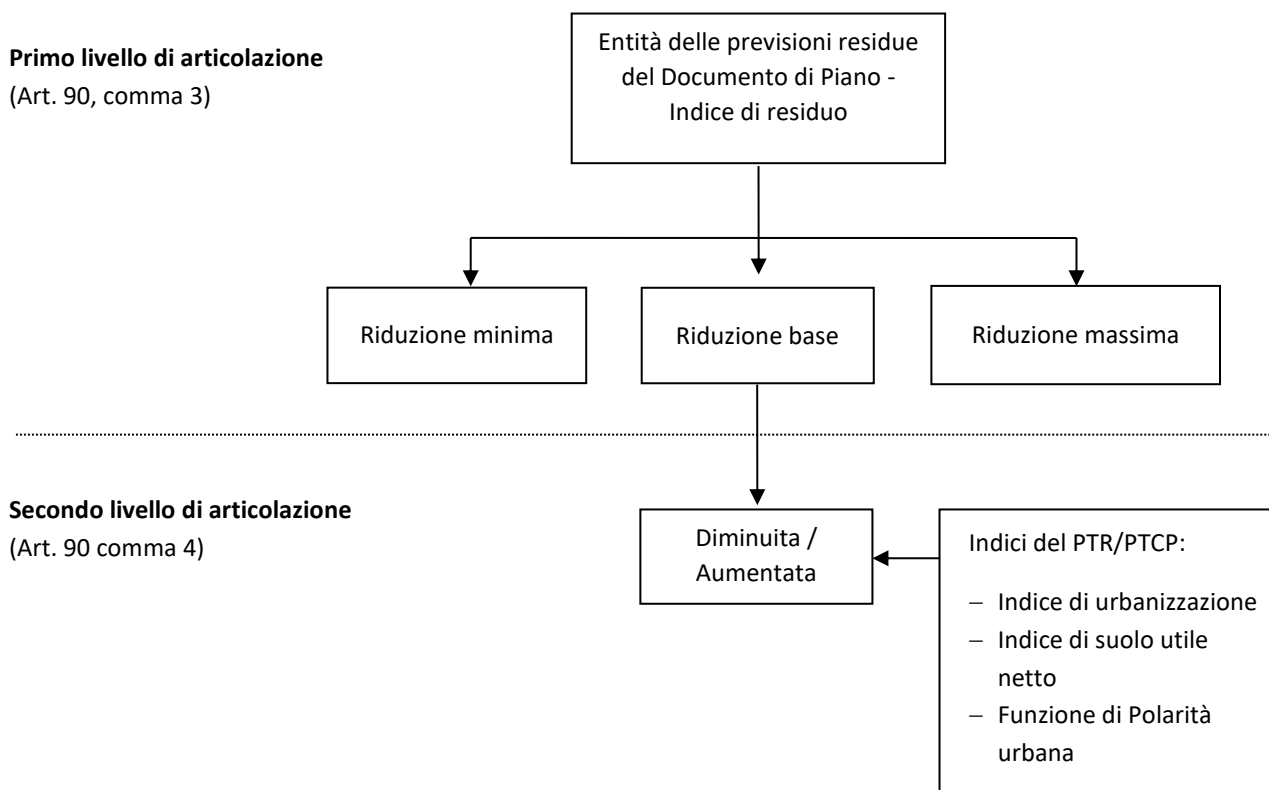 Primo livello di articolazione
(Art. 90, comma 3)
Entità delle previsioni residue
del Documento di Piano -
Indice di residuo
Riduzione minima
Riduzione base
Riduzione massima
Secondo livello di articolazione
(Art. 90 comma 4)
Diminuita /
Aumentata
Indici del PTR/PTCP:
− Indice di urbanizzazione
− Indice di suolo utile
netto
− Funzione di Polarità
urbana